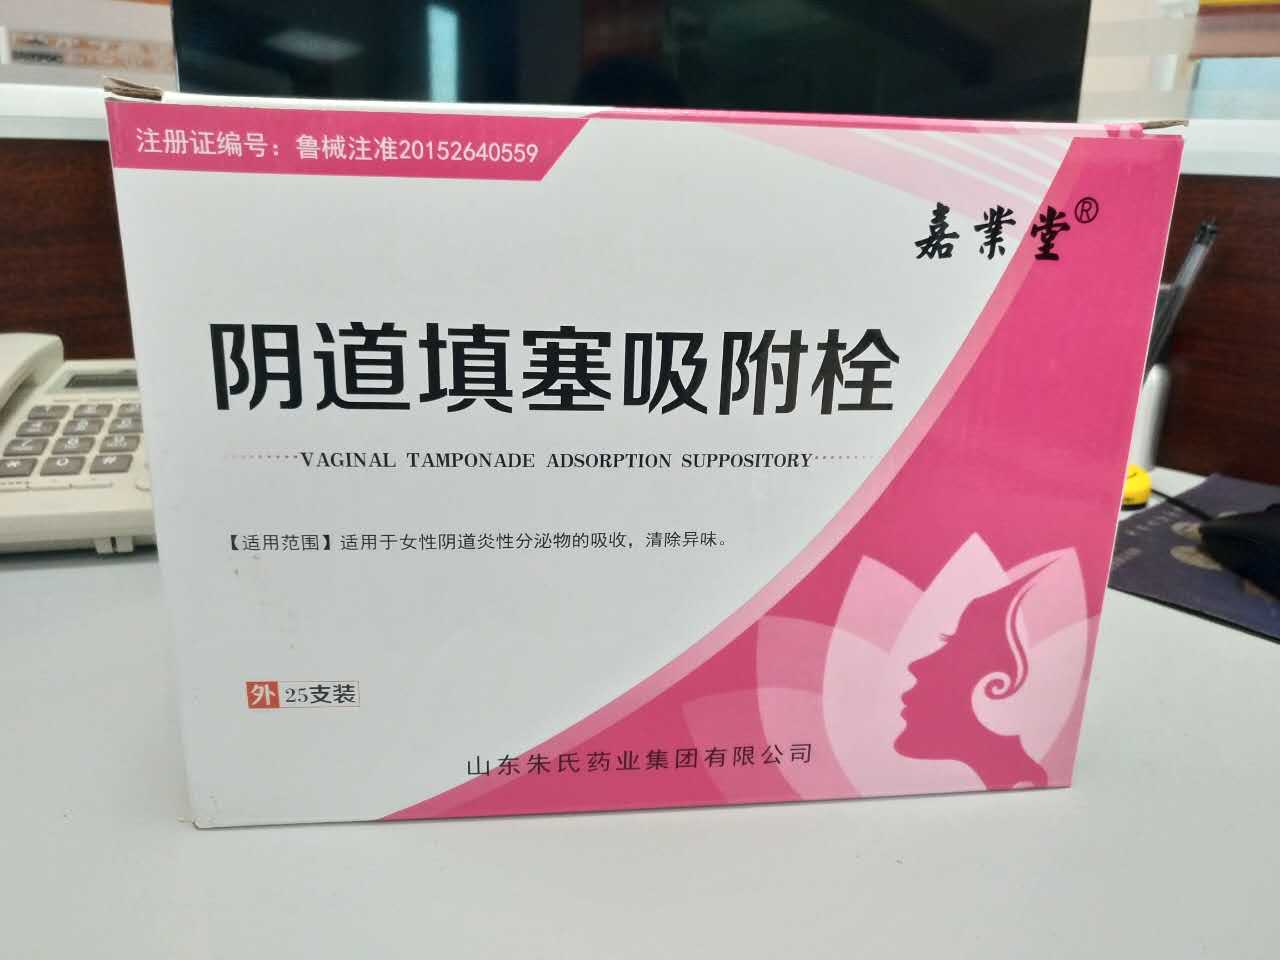 注册证编号：鲁械注准20152640559
嘉業堂®
阴道填塞吸附栓
VAGINAL TAMPONADE ADSORPTION SUPPOSITORY
【适用范围】适用于女性阴道炎性分泌物的吸收，清除异味。
外 25支装
山东朱氏药业集团有限公司